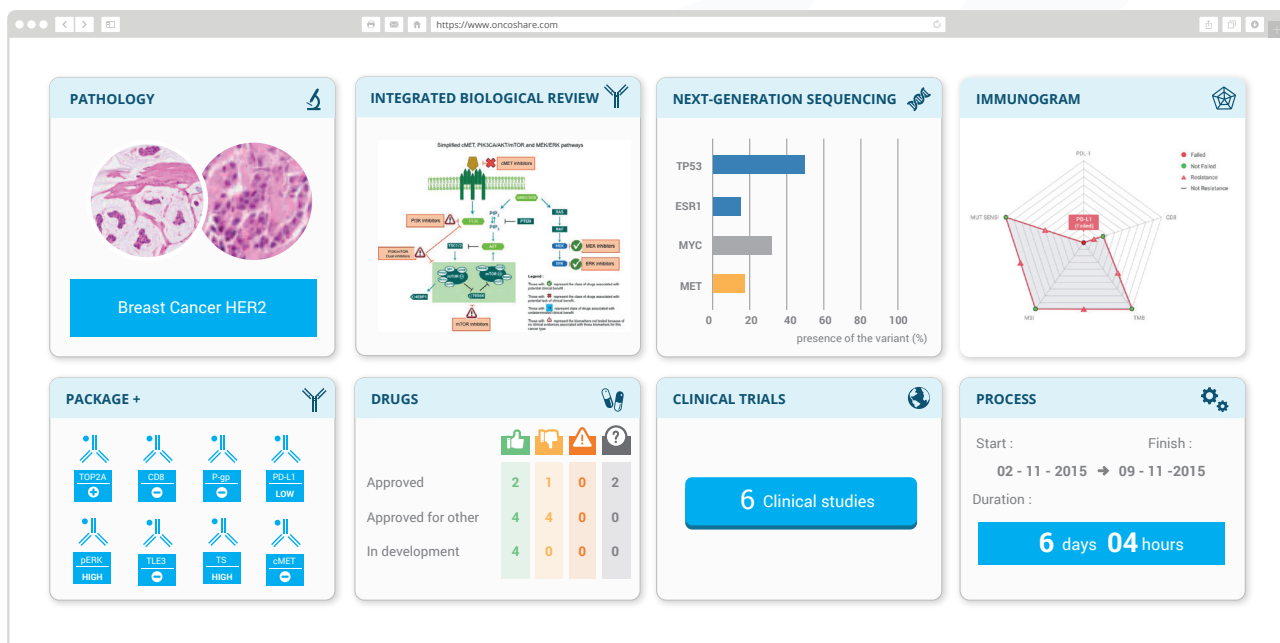 https://www.oncoshare.com
PATHOLOGY
Breast Cancer HER2
INTEGRATED BIOLOGICAL REVIEW
Simplified cMET, PIK3CA/AKT/mTOR and MEK/ERK pathways
cMET inhibitors
PI3K inhibitors
PTEN
MEK inhibitors
ERK inhibitors
mTOR inhibitors
Legend :
NEXT-GENERATION SEQUENCING
TP53
ESR1
MYC
MET
0 20 40 60 80 100
presence of the variant (%)
IMMUNOGRAM
PDL-1
Failed
Not Failed
Resistance
Not Resistance
MUT SENSI
CD8
PD-L1
(Failed)
MSI
TMB
PACKAGE +
TOP2A CD8 P-gp PD-L1
LOW
pERK TLE3 TS cMET
HIGH HIGH
DRUGS
Approved 2 1 0 2
Approved for other 4 4 0 0
In development 4 0 0 0
CLINICAL TRIALS
6 Clinical studies
PROCESS
Start : Finish :
02 - 11 - 2015 → 09 - 11 -2015
Duration :
6 days 04 hours